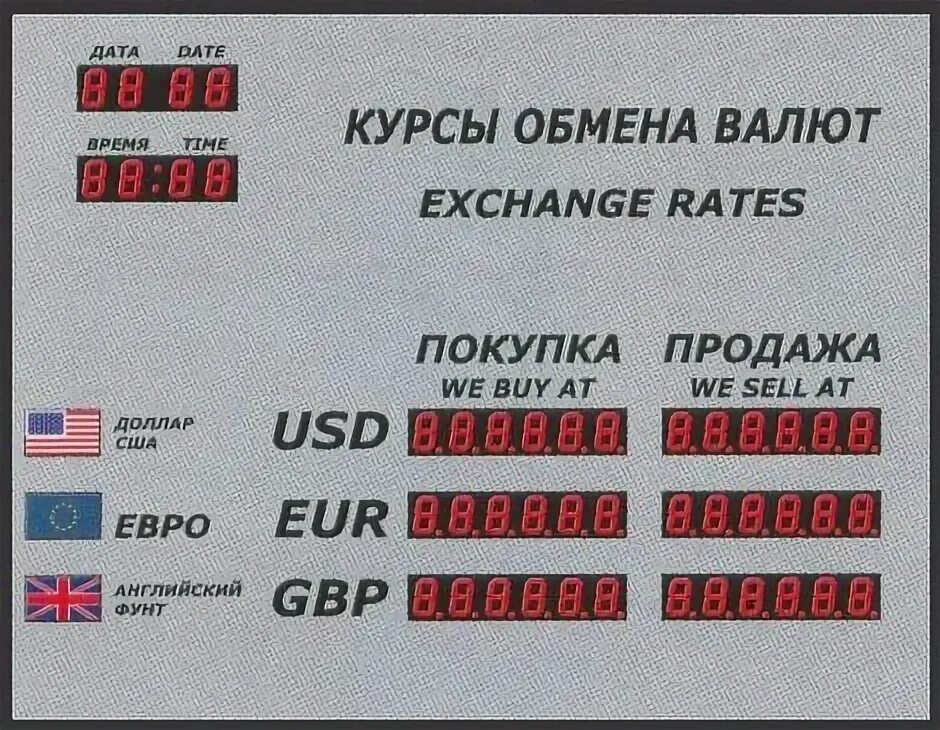 ДАТА DATE
88 88
КУРСЫ ОБМЕНА ВАЛЮТ
ВРЕМЯ TIME
88:88
EXCHANGE RATES
ПОКУПКА ПРОДАЖА
WE BUY AT WE SELL AT
ДОЛЛАР
США
USD 8.8.8.8.8.8. 8.8.8.8.8.8.
ЕВРО EUR 8.8.8.8.8.8. 8.8.8.8.8.8.
АНГЛИЙСКИЙ
ФУНТ
GBP 8.8.8.8.8.8. 8.8.8.8.8.8.